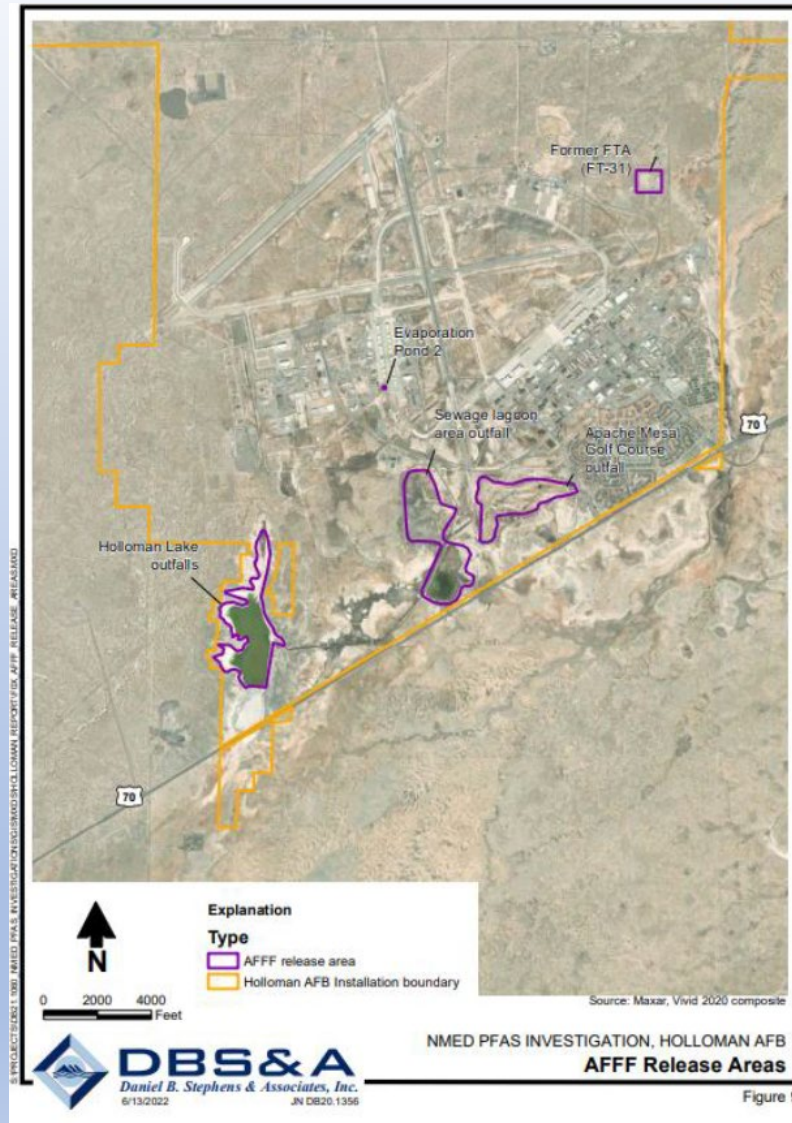 Former FTA
(FT-31)
Evaporation
Pond 2
Sewage lagoon
area outfall
Apache Mesa
Golf Course
outfall
70
Holloman Lake
outfalls
70
N
0 2000 4000
Feet
Explanation
Type
AFFF release area
Holloman AFB Installation boundary
Source: Maxar, Vivid 2020 composite
DBS&A
Daniel B. Stephens & Associates, Inc.
6/13/2022 JN DB20.1356
NMED PFAS INVESTIGATION, HOLLOMAN AFB
AFFF Release Areas
Figure